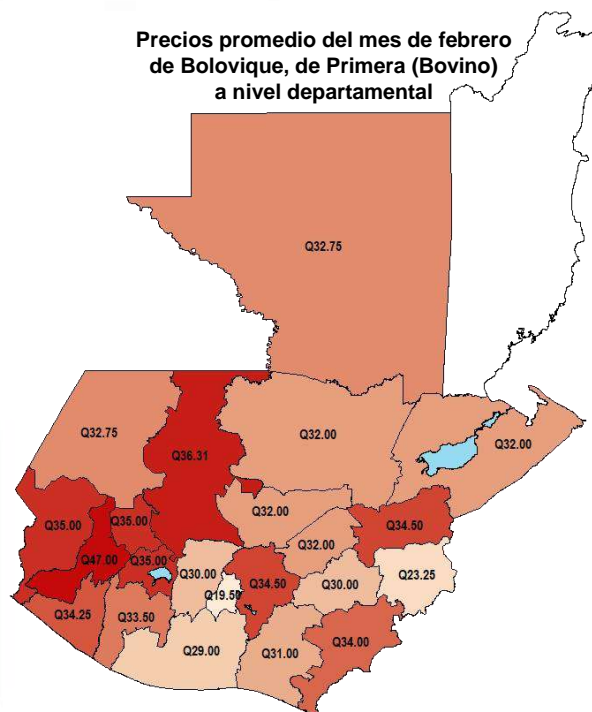 Precios promedio del mes de febrero
de Bolovique, de Primera (Bovino)
a nivel departamental
Q32.75
Q32.75
Q36.31
Q32.00
Q32.00
Q35.00
Q35.00
Q32.00
Q34.50
Q32.00
Q47.00
Q35.00
Q30.00
Q19.50
Q34.50
Q30.00
Q23.25
Q34.25
Q33.50
Q29.00
Q31.00
Q34.00